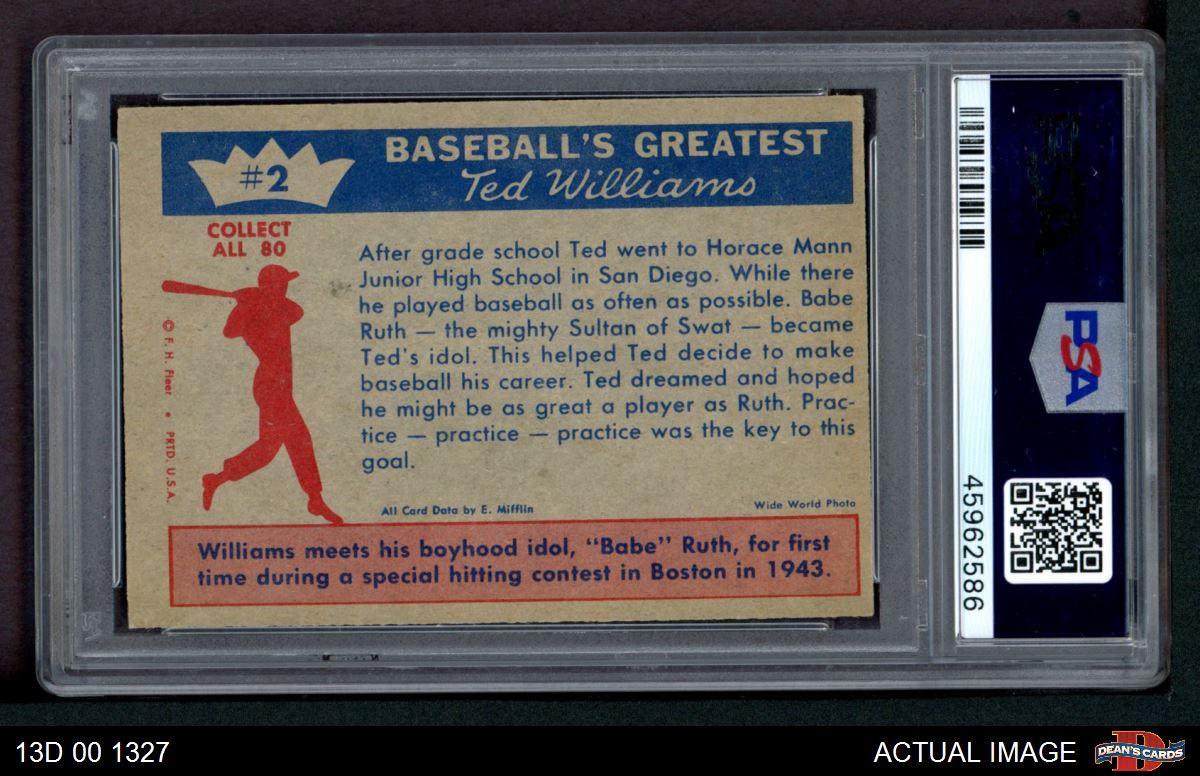 BASEBALL'S GREATEST
#2
Ted Williams
COLLECT
ALL 80
After grade school Ted went to Horace Mann
Junior High School in San Diego. While there
he played baseball as often as possible. Babe
Ruth — the mighty Sultan of Swat — became
Ted's idol. This helped Ted decide to make
baseball his career. Ted dreamed and hoped
he might be as great a player as Ruth. Prac-
tice — practice — practice was the key to this
goal.
© F. H. Fleer • PRTD. U.S.A.
All Card Data by E. Mifflin
Wide World Photo
Williams meets his boyhood idol, "Babe" Ruth, for first
time during a special hitting contest in Boston in 1943.
PSA
45962586
13D 00 1327
ACTUAL IMAGE
DEAN'S CARDS